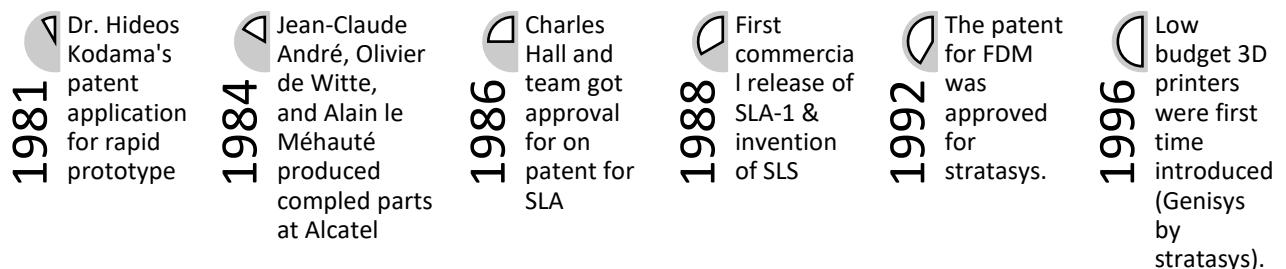 1981
Dr. Hideos
Kodama's
patent
application
for rapid
prototype
1984
Jean-Claude
André, Olivier
de Witte,
and Alain le
Méhauté
produced
compled parts
at Alcatel
1986
Charles
Hall and
team got
approval
for on
patent for
SLA
1988
First
commercia
l release of
SLA-1 &
invention
of SLS
1992
The patent
for FDM
was
approved
for
stratasys.
1996
Low
budget 3D
printers
were first
time
introduced
(Genisys
by
stratasys).